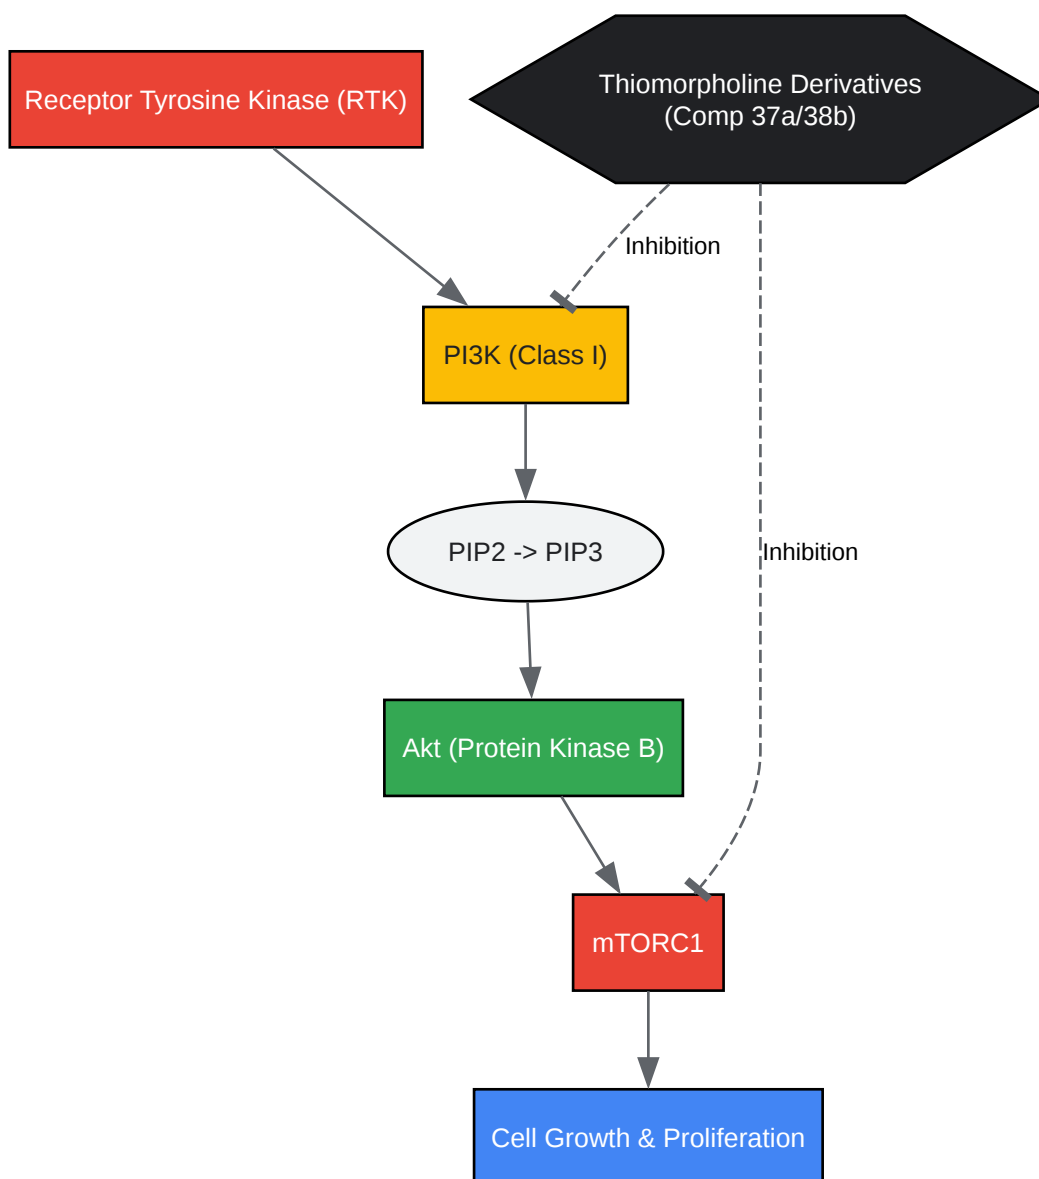 Receptor Tyrosine Kinase (RTK)
Thiomorpholine Derivatives
(Comp 37a/38b)
Inhibition
PI3K (Class I)
PIP2 -> PIP3
Inhibition
Akt (Protein Kinase B)
mTORC1
Cell Growth & Proliferation